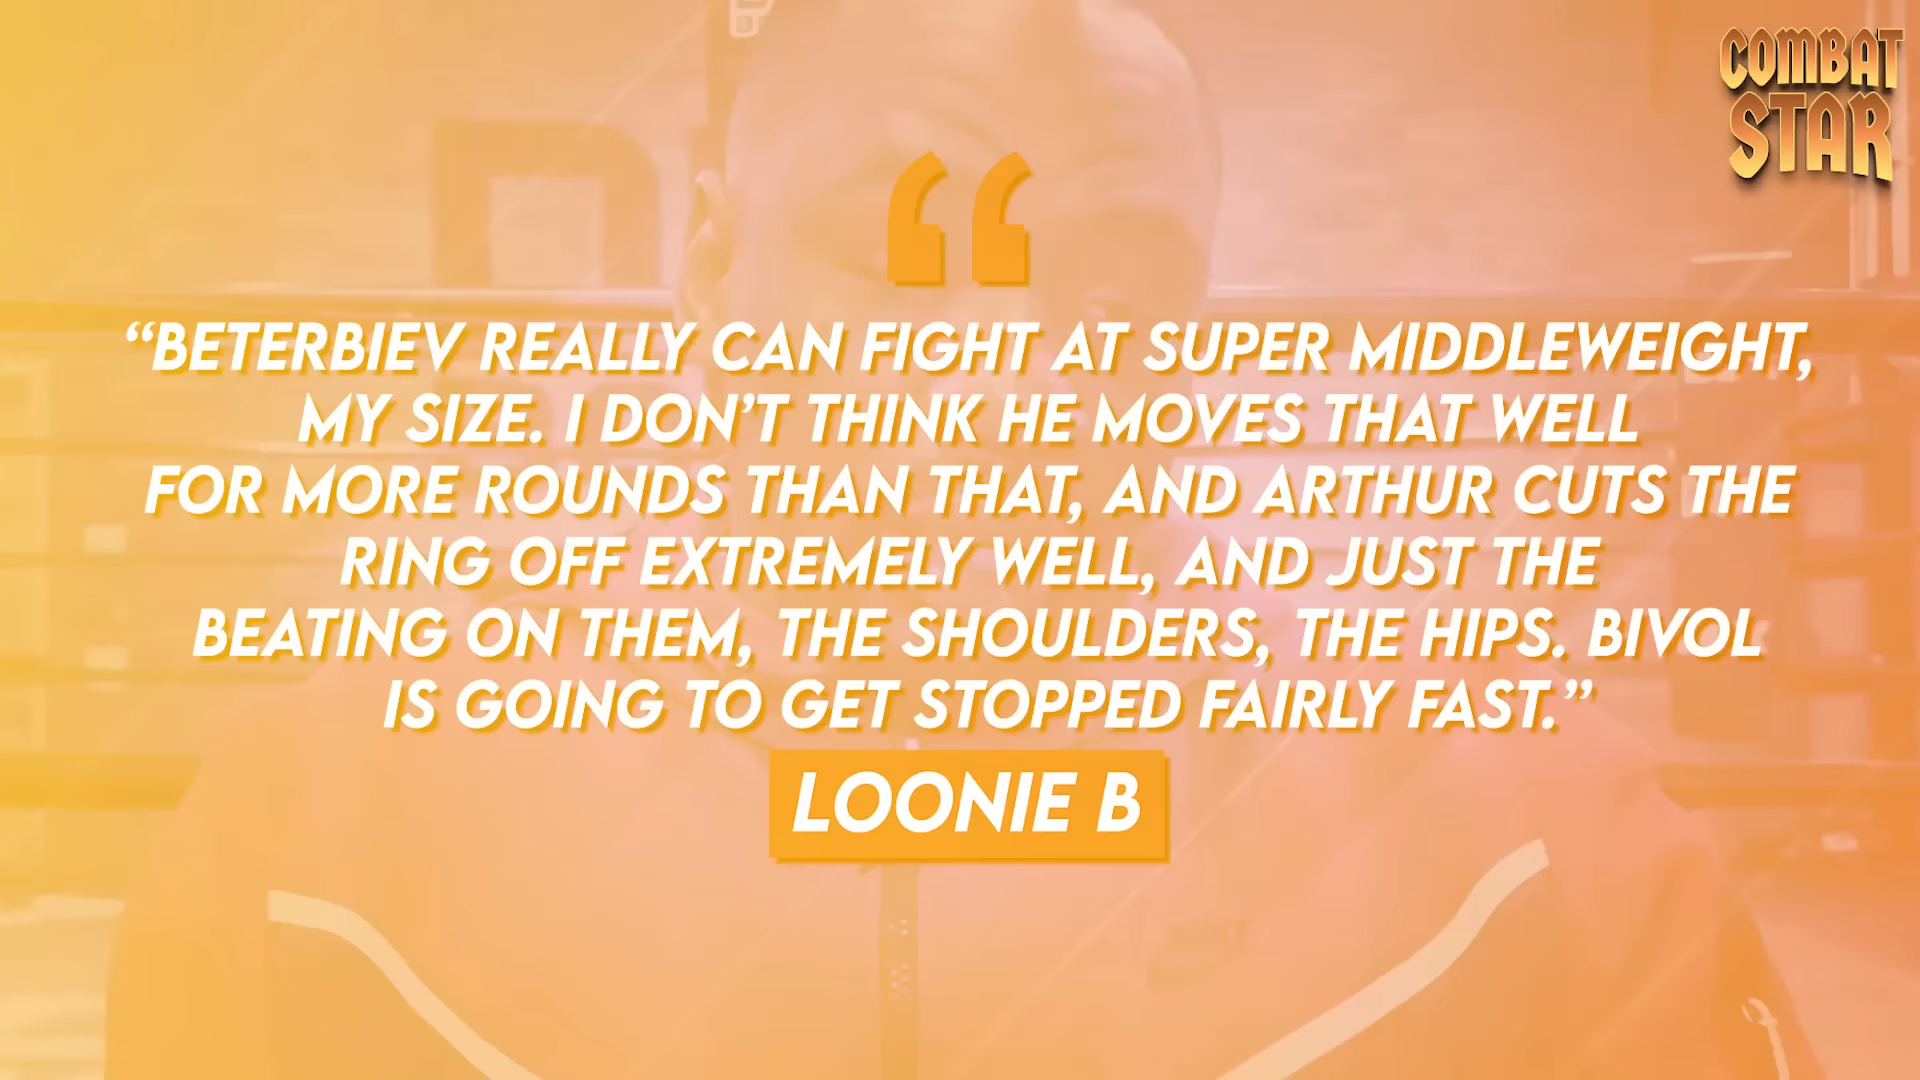 COMBAT
STAR
“
“BETERBIEV REALLY CAN FIGHT AT SUPER MIDDLEWEIGHT,
MY SIZE. I DON’T THINK HE MOVES THAT WELL
FOR MORE ROUNDS THAN THAT, AND ARTHUR CUTS THE
RING OFF EXTREMELY WELL, AND JUST THE
BEATING ON THEM, THE SHOULDERS, THE HIPS. BIVOL
IS GOING TO GET STOPPED FAIRLY FAST.”
LOONIE B